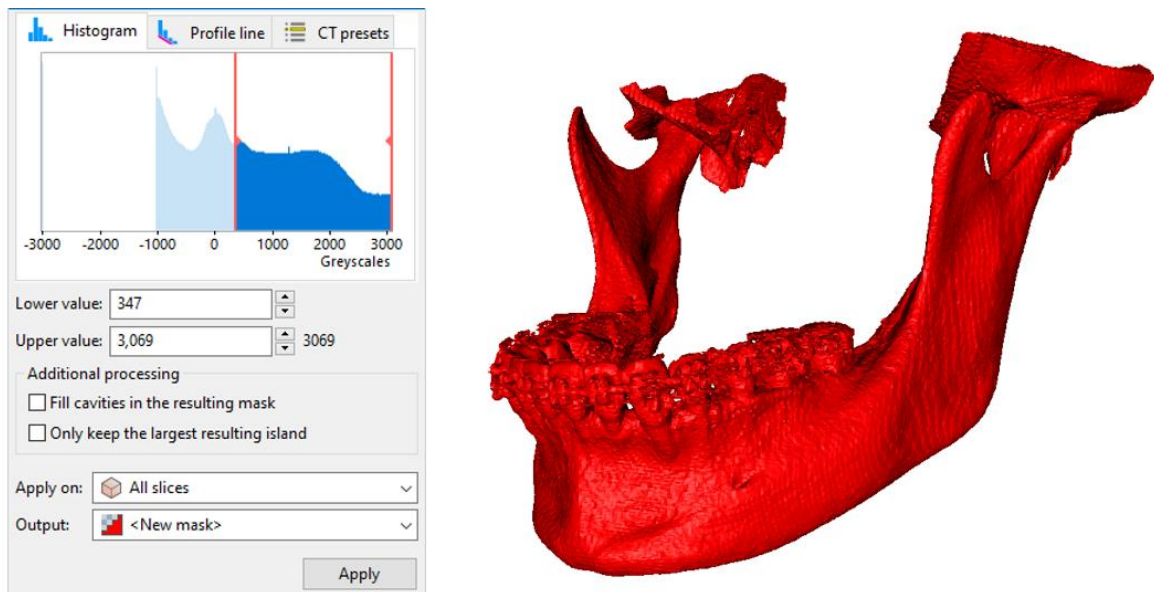 Histogram Profile line CT presets
-3000 -2000 -1000 0 1000 2000 3000
Greyscales
Lower value: 347
Upper value: 3,069 3069
Additional processing
Fill cavities in the resulting mask
Only keep the largest resulting island
Apply on: All slices
Output: <New mask>
Apply